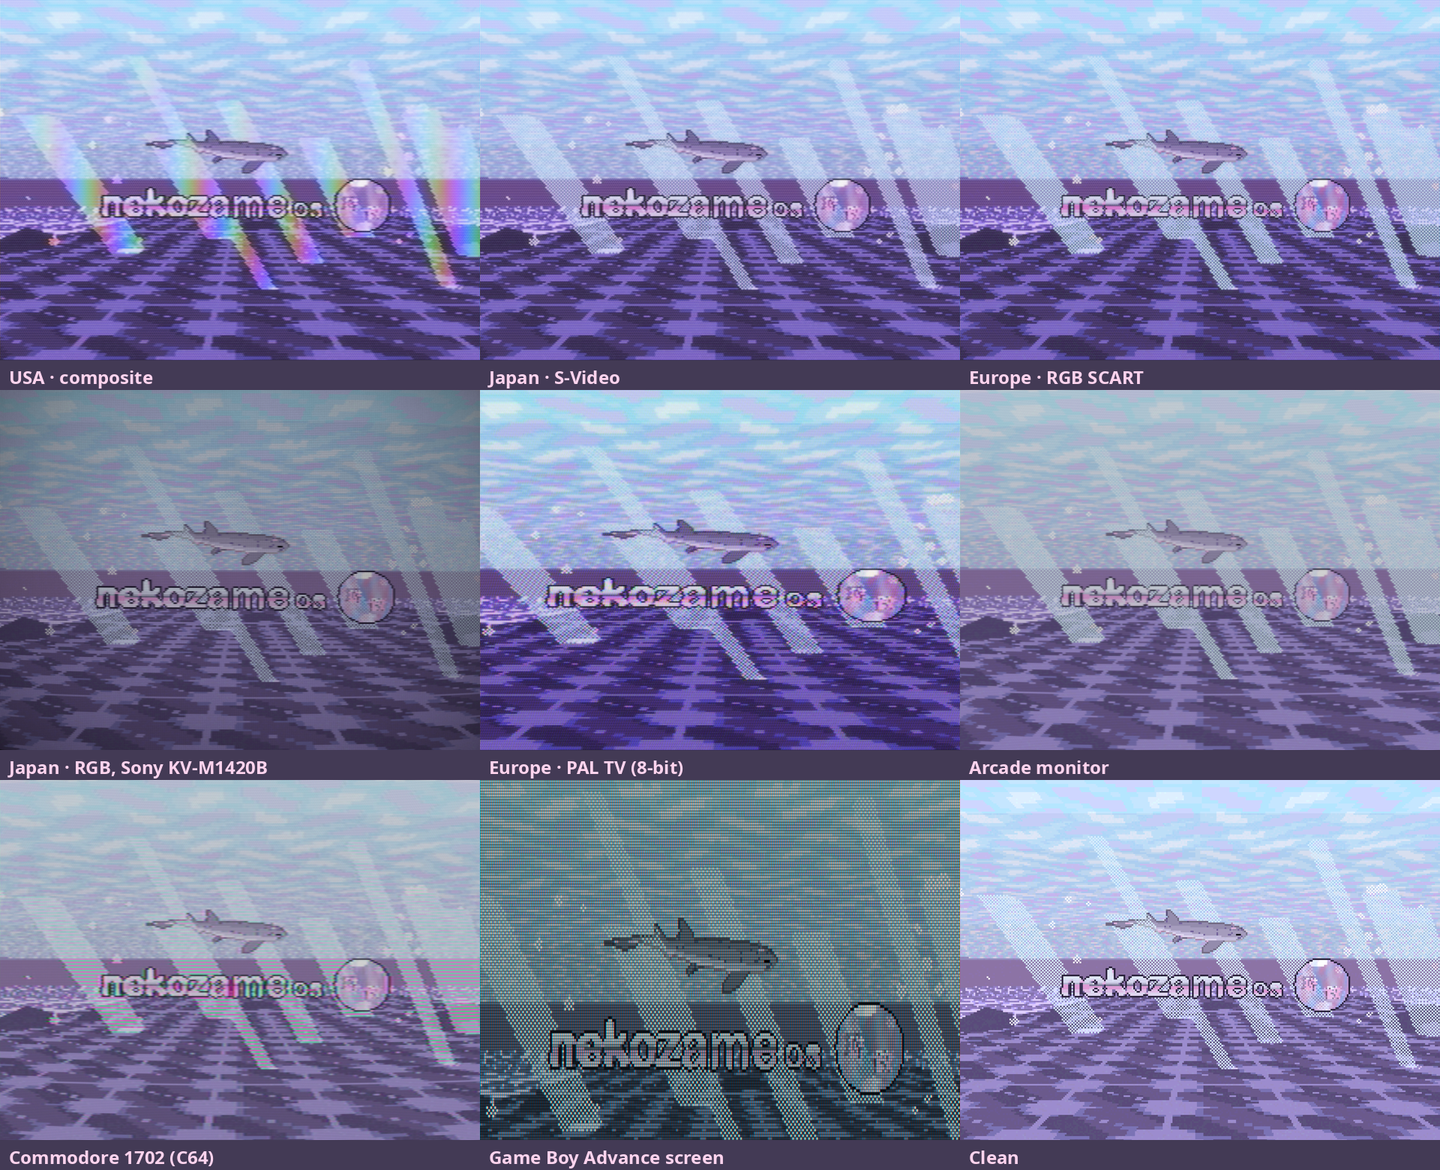 nekozame os
USA · composite
nekozame os
Japan · S-Video
nekozame os
Europe · RGB SCART
nekozame os
Japan · RGB, Sony KV-M1420B
nekozame os
Europe · PAL TV (8-bit)
nekozame os
Arcade monitor
nekozame os
Commodore 1702 (C64)
nekozame os
Game Boy Advance screen
nekozame os
Clean